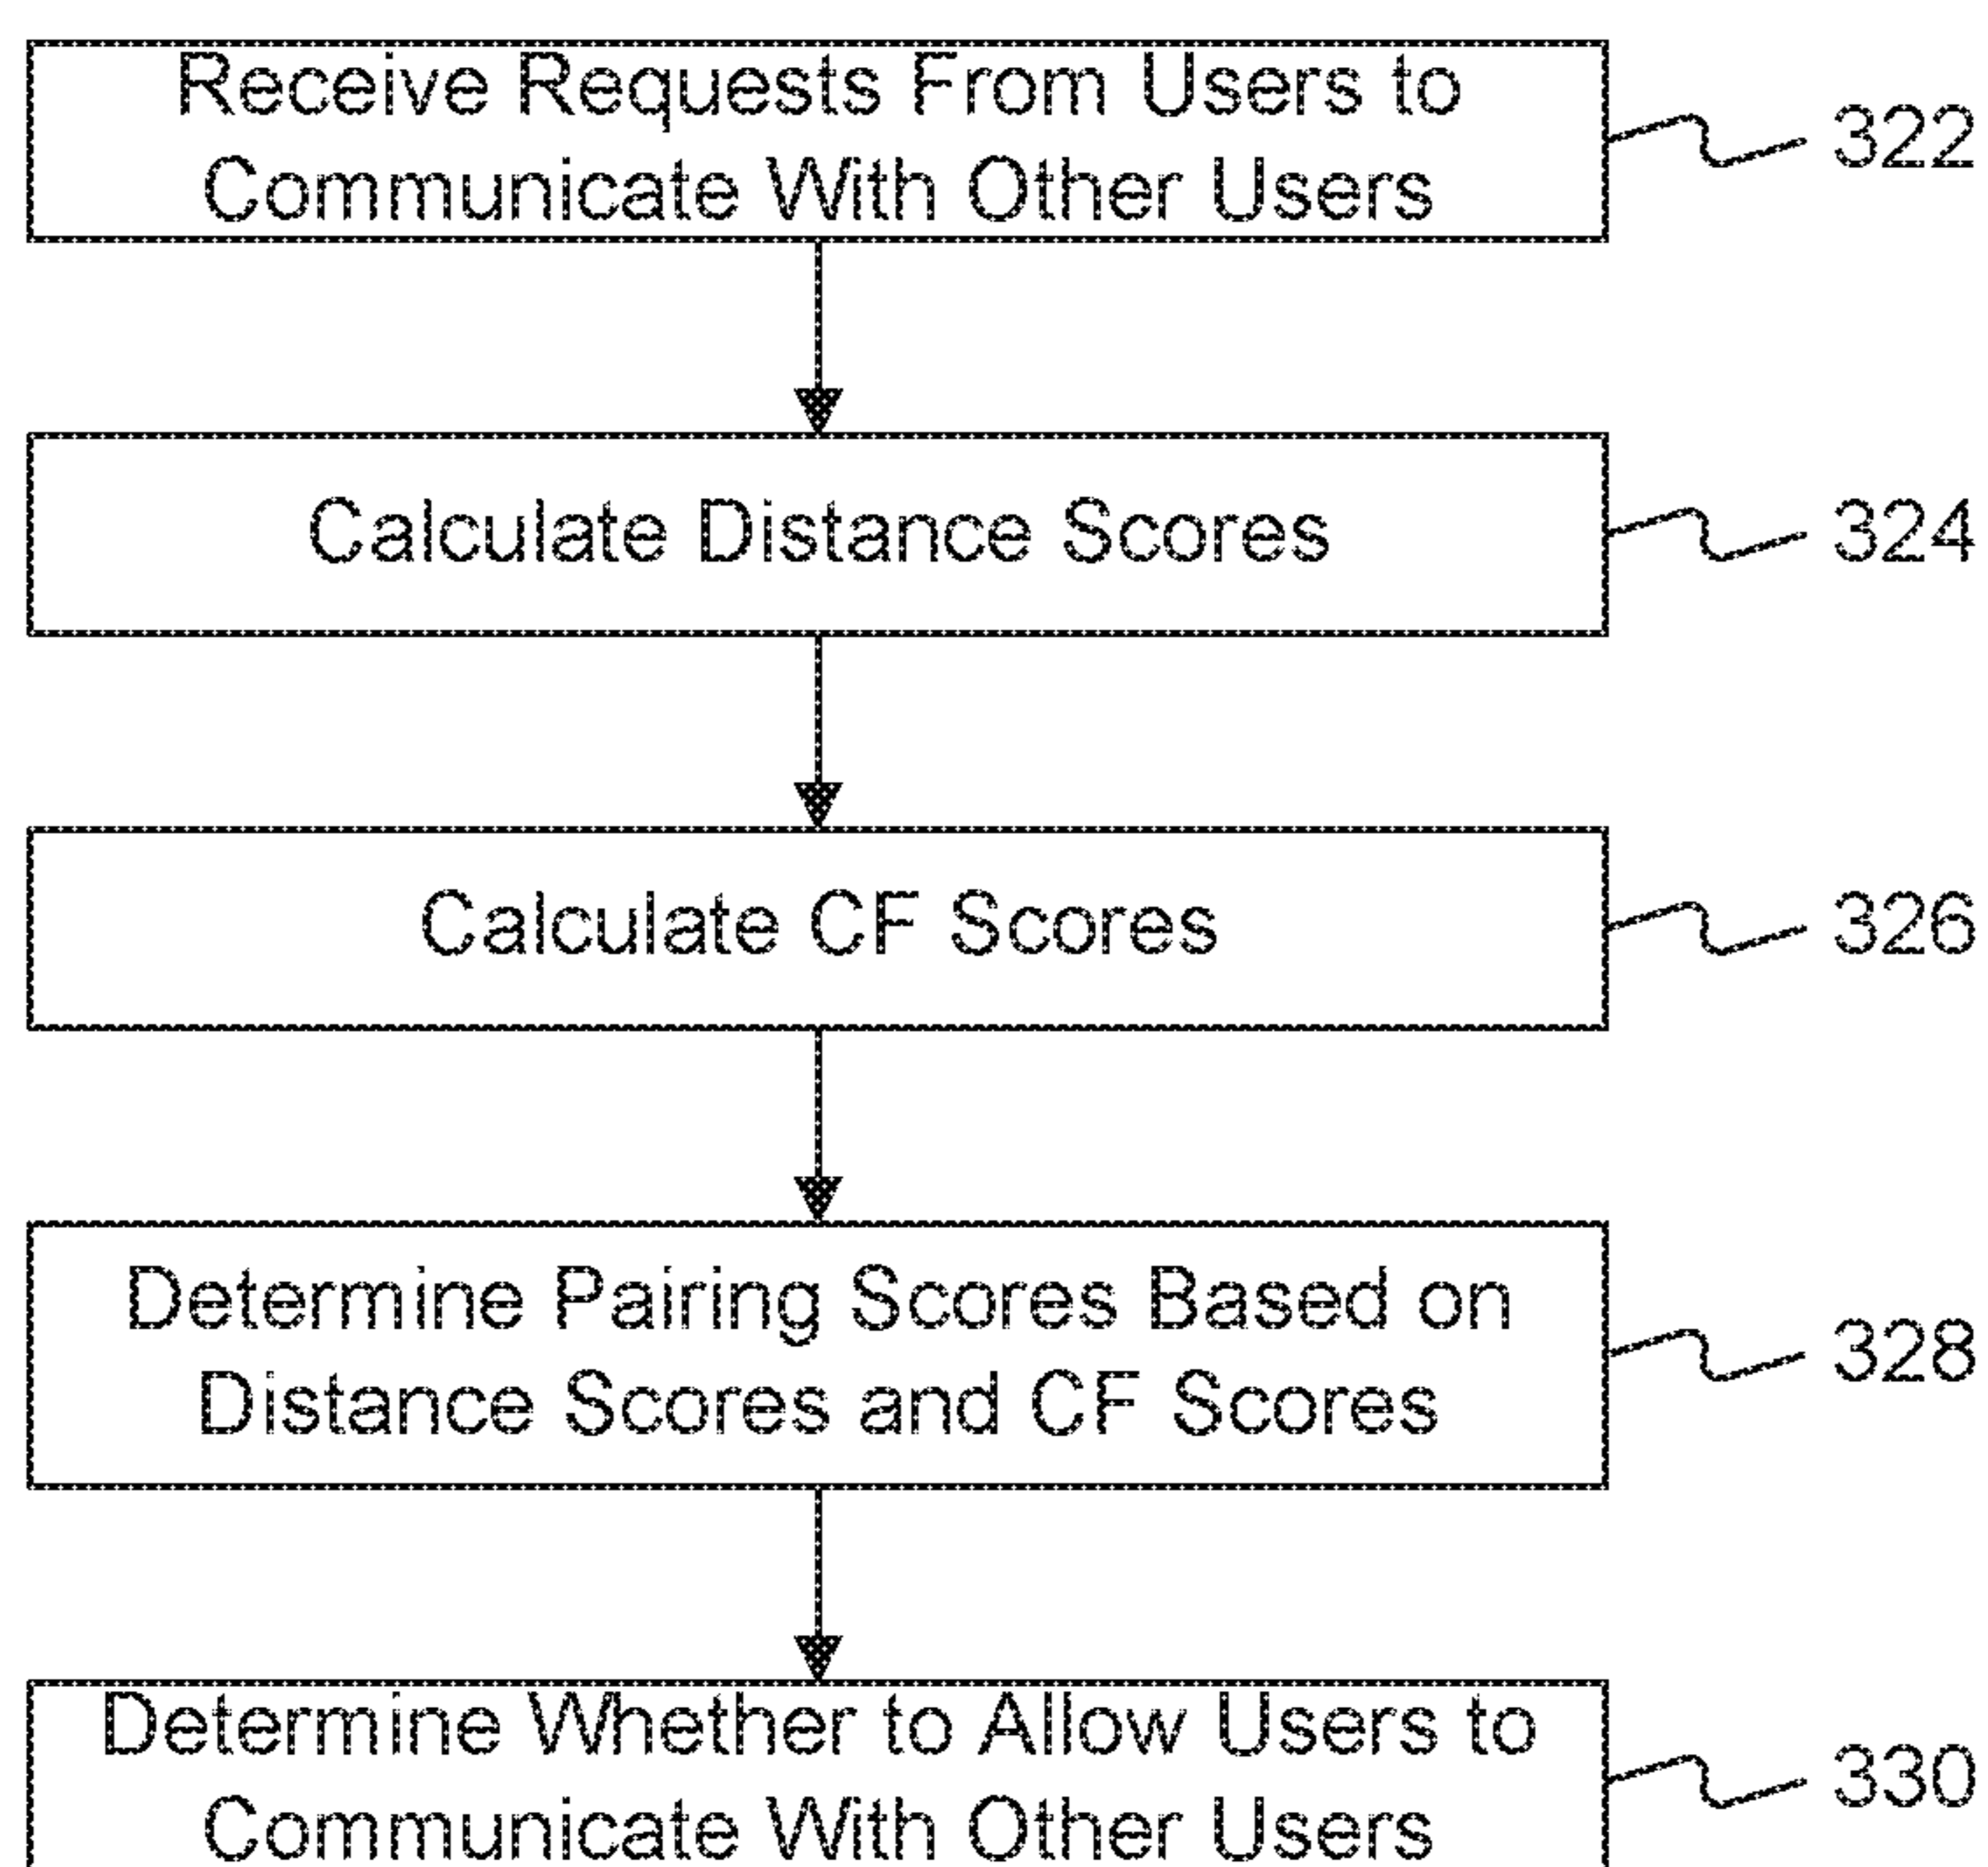 Receive Requests From Users to
Communicate With Other Users
322
Calculate Distance Scores
324
Calculate CF Scores
326
Determine Pairing Scores Based on
Distance Scores and CF Scores
328
Determine Whether to Allow Users to
Communicate With Other Users
330